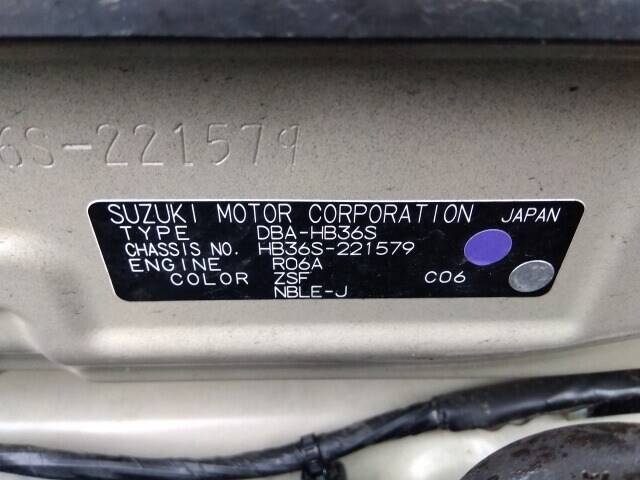 6S-221579
SUZUKI MOTOR CORPORATION JAPAN
TYPE DBA-HB36S
CHASSIS NO. HB36S-221579
ENGINE R06A
COLOR ZSF C06
NBLE-J